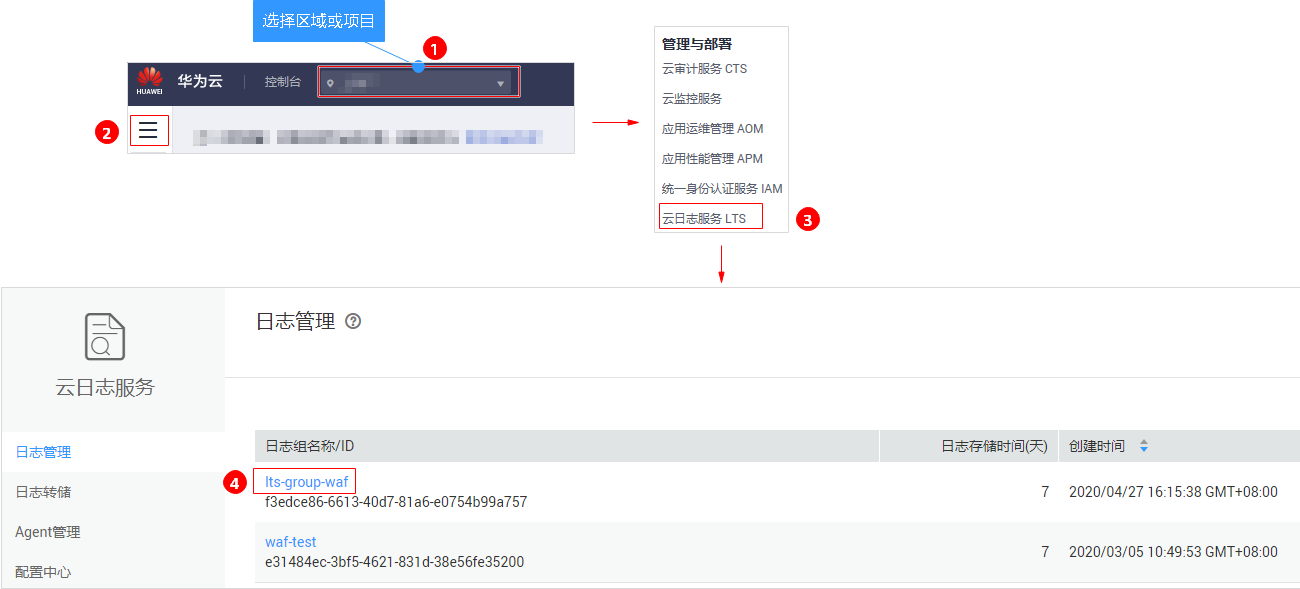 选择区域或项目
1
HUAWEI
华为云
控制台
2
管理与部署
云审计服务 CTS
云监控服务
应用运维管理 AOM
应用性能管理 APM
统一身份认证服务 IAM
云日志服务 LTS
3
云日志服务
日志管理
日志转储
Agent管理
配置中心
日志管理 ?
日志组名称/ID 日志存储时间(天) 创建时间
4
lts-group-waf
f3edce86-6613-40d7-81a6-e0754b99a757
7 2020/04/27 16:15:38 GMT+08:00
waf-test
e31484ec-3bf5-4621-831d-38e56fe35200
7 2020/03/05 10:49:53 GMT+08:00